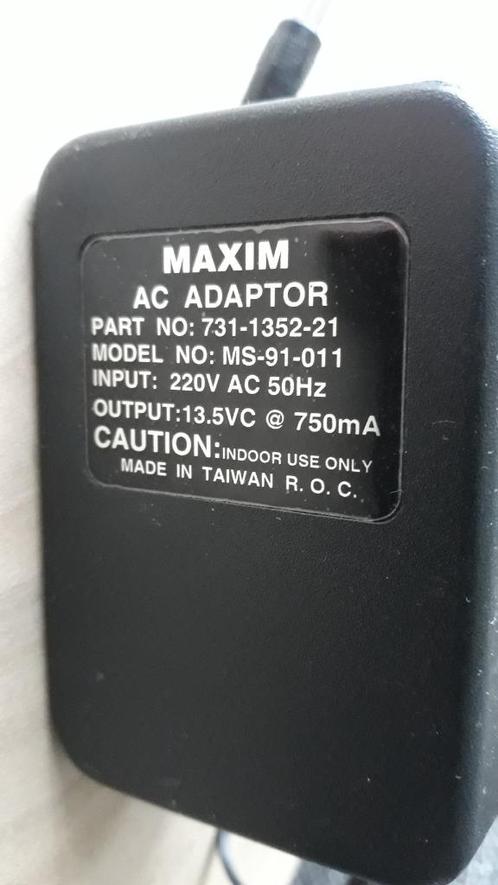 MAXIM
AC ADAPTOR
PART NO: 731-1352-21
MODEL NO: MS-91-011
INPUT: 220V AC 50Hz
OUTPUT:13.5VC @ 750mA
CAUTION: INDOOR USE ONLY
MADE IN TAIWAN R. O. C.